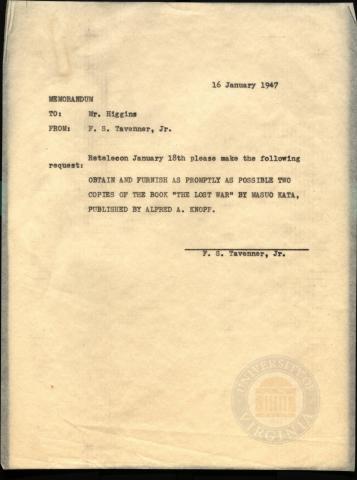 16 January 1947
MEMORANDUM
TO: Mr. Higgins
FROM: F. S. Tavenner, Jr.
Retelecon January 18th please make the following
request:
OBTAIN AND FURNISH AS PROMPTLY AS POSSIBLE TWO
COPIES OF THE BOOK "THE LOST WAR" BY MASUO KATA,
PUBLISHED BY ALFRED A. KNOPF.
F. S. Tavenner, Jr.
UNIVERSITY OF VIRGINIA